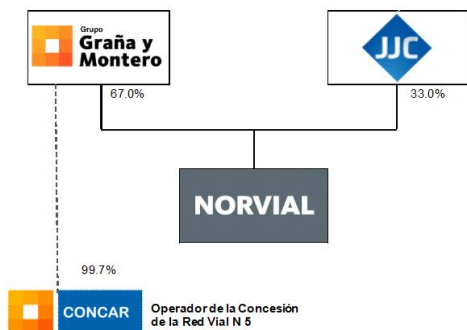 Grupo
Graña y
Montero
JJC
67.0%
33.0%
NORVIAL
99.7%
CONCAR
Operador de la Concesión
de la Red Vial N 5